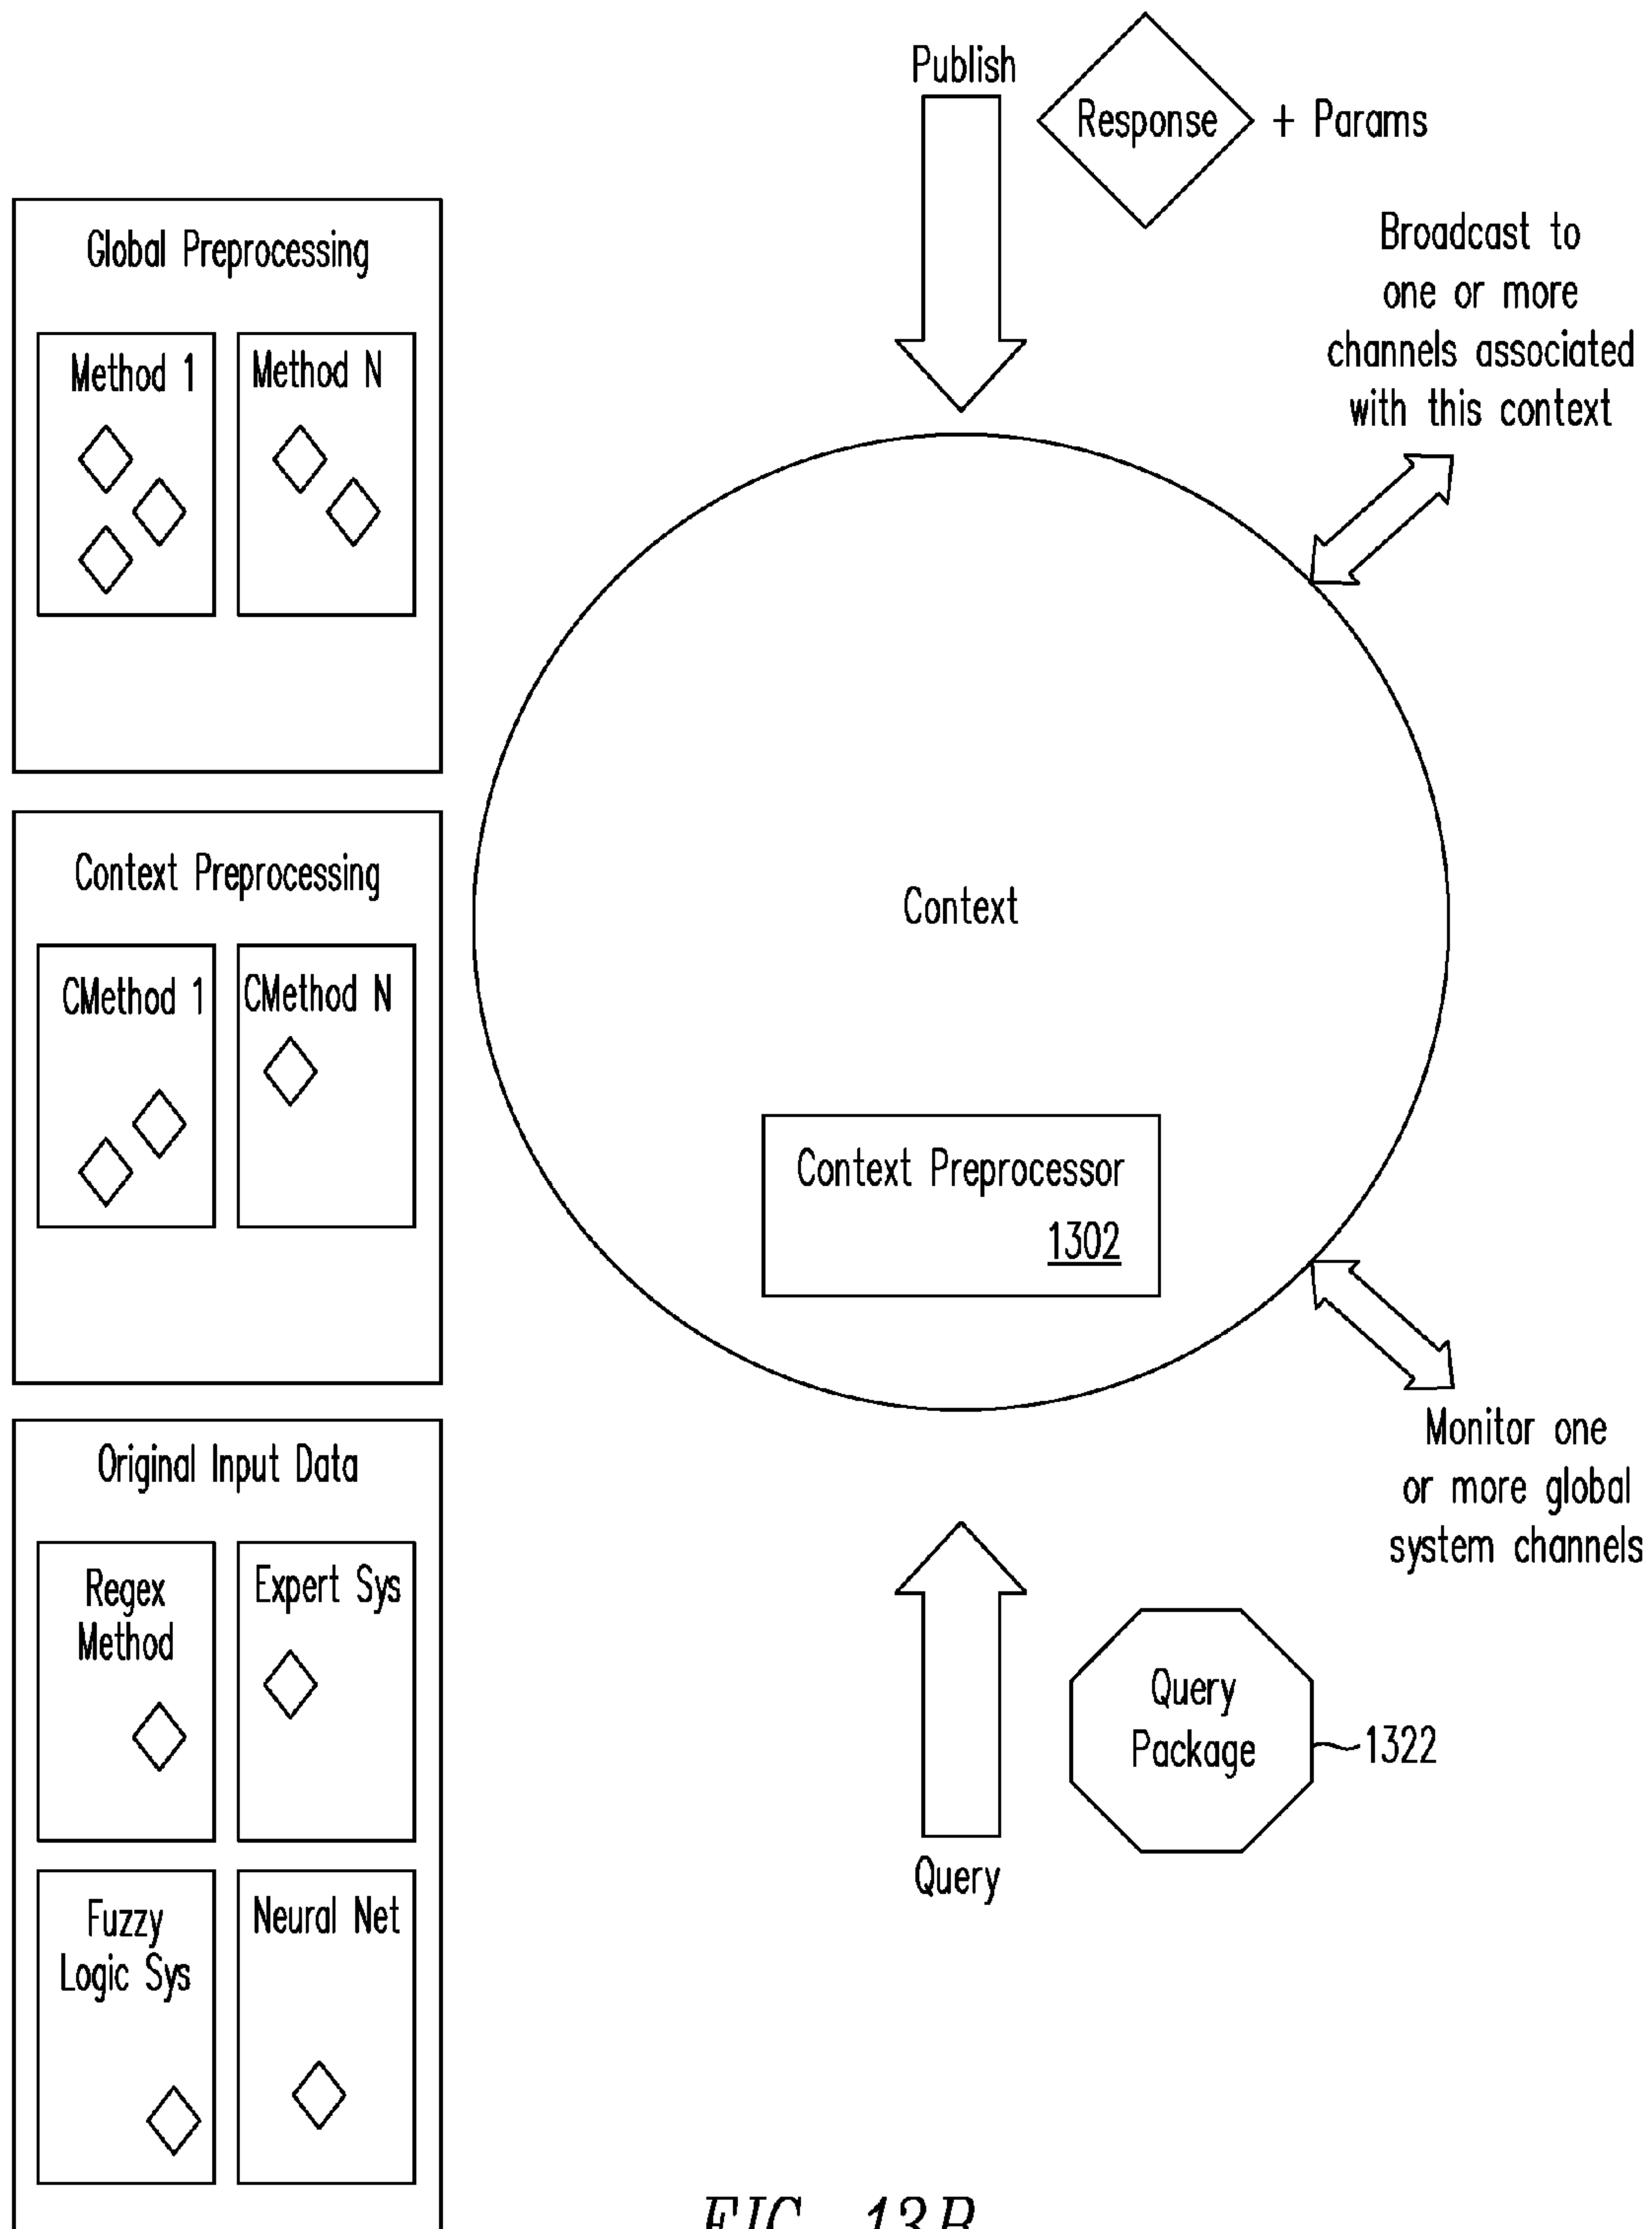 Publish
Response
+ Params
Broadcast to
one or more
channels associated
with this context
Global Preprocessing
Method 1
Method N
Context Preprocessing
CMethod 1
CMethod N
Context
Context Preprocessor
1302
Monitor one
or more global
system channels
Original Input Data
Regex
Method
Expert Sys
Fuzzy
Logic Sys
Neural Net
Query
Package
1322
Query
FIG. 13B